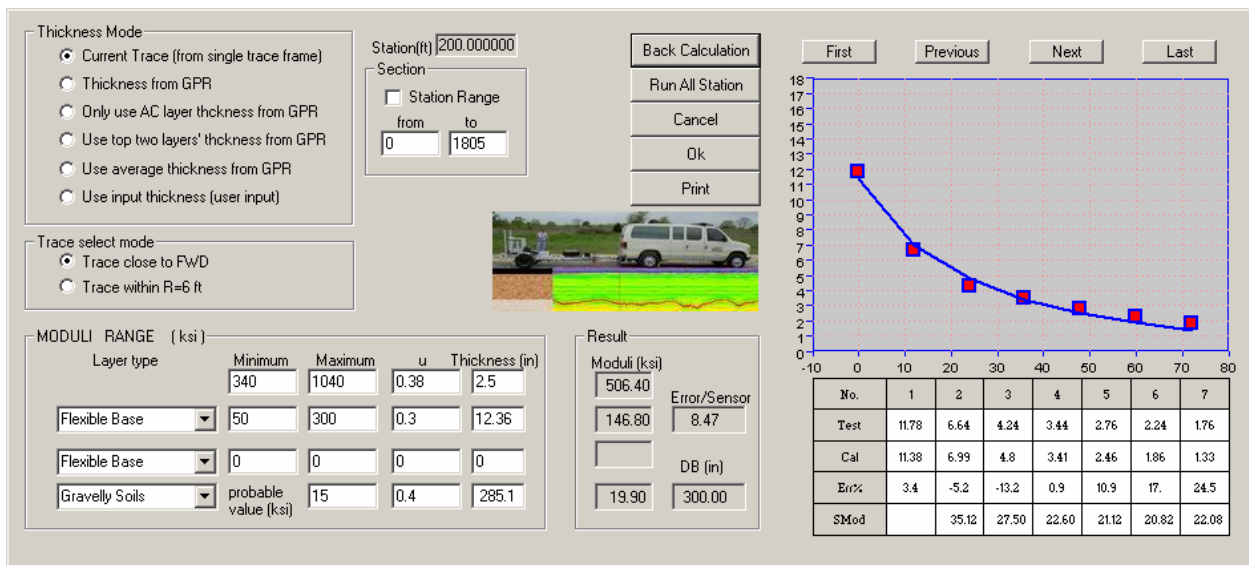 Thickness Mode
Current Trace (from single trace frame)
Thickness from GPR
Only use AC layer thckness from GPR
Use top two layers' thckness from GPR
Use average thickness from GPR
Use input thickness (user input)
Trace select mode
Trace close to FWD
Trace within R=6 ft
Station(ft) 200.000000
Section
Station Range
from to
0 1805
Back Calculation
Run All Station
Cancel
Ok
Print
MODULI RANGE (ksi)
Layer type Minimum Maximum u Thickness (in)
340 1040 0.38 2.5
Flexible Base 50 300 0.3 12.36
Flexible Base 0 0 0 0
Gravelly Soils probable value (ksi) 15 0.4 285.1
Result
Moduli (ksi)
506.40
Error/Sensor
146.80 8.47
DB (in)
19.90 300.00
First Previous Next Last
18
17
16
15
14
13
12
11
10
9
8
7
6
5
4
3
2
1
0
-10 0 10 20 30 40 50 60 70 80
No. 1 2 3 4 5 6 7
Test 11.78 6.64 4.24 3.44 2.76 2.24 1.76
Cal 11.38 6.99 4.8 3.41 2.46 1.86 1.33
Err% 3.4 -5.2 -13.2 0.9 10.9 17. 24.5
SMod 35.12 27.50 22.60 21.12 20.82 22.08